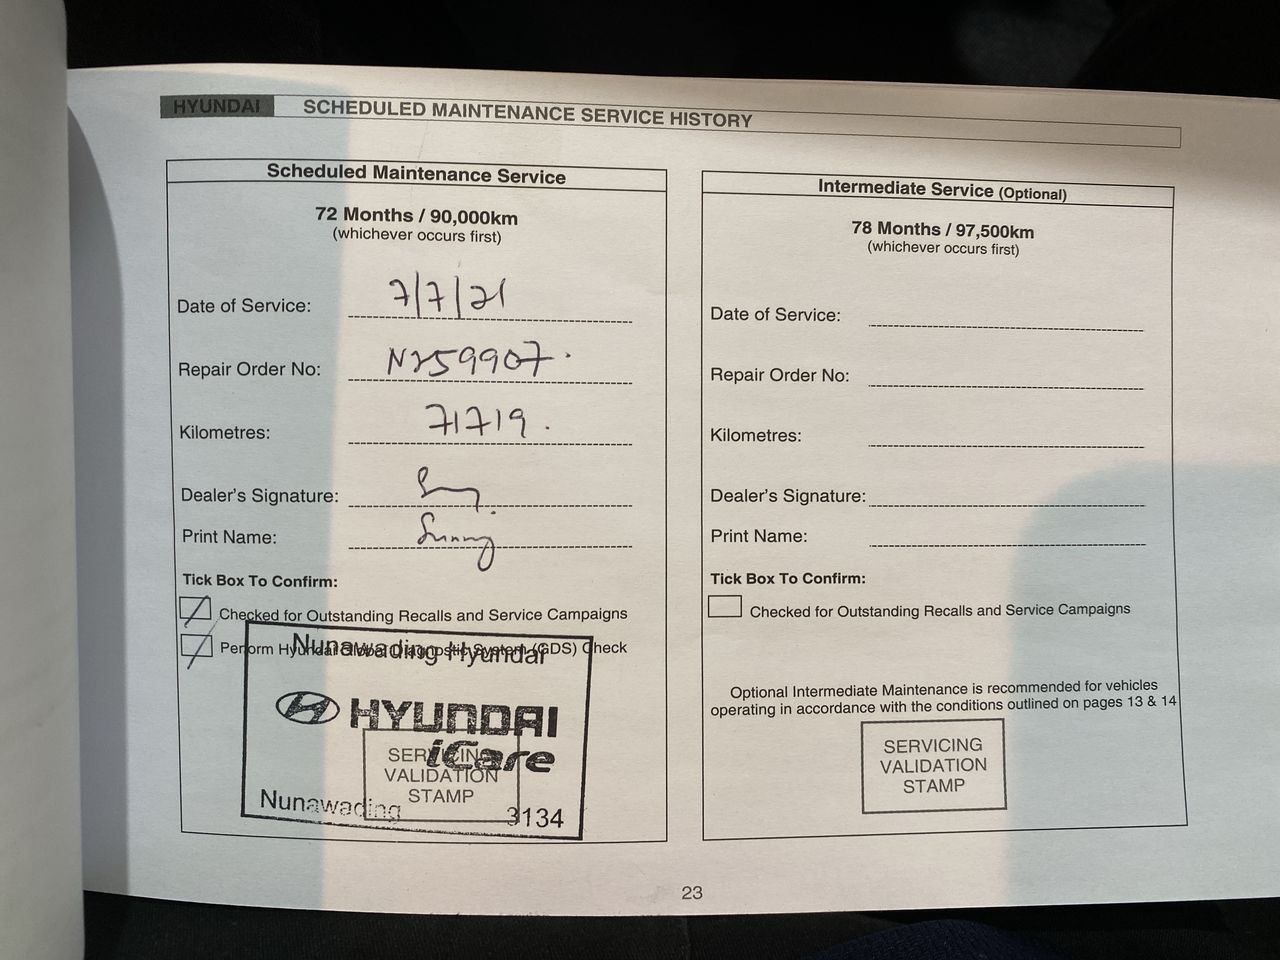 HYUNDAI SCHEDULED MAINTENANCE SERVICE HISTORY
Scheduled Maintenance Service
72 Months / 90,000km
(whichever occurs first)
Date of Service: 7/7/21
Repair Order No: N259907.
Kilometres: 71719.
Dealer's Signature:
Print Name: Sunny
Tick Box To Confirm:
Checked for Outstanding Recalls and Service Campaigns
Perform Hyundai Global Diagnostic System (GDS) Check
Nunawading Hyundai
HYUNDAI
iCare
SERVICING
VALIDATION
STAMP
Nunawading 3134
Intermediate Service (Optional)
78 Months / 97,500km
(whichever occurs first)
Date of Service:
Repair Order No:
Kilometres:
Dealer's Signature:
Print Name:
Tick Box To Confirm:
Checked for Outstanding Recalls and Service Campaigns
Optional Intermediate Maintenance is recommended for vehicles
operating in accordance with the conditions outlined on pages 13 & 14
SERVICING
VALIDATION
STAMP
23